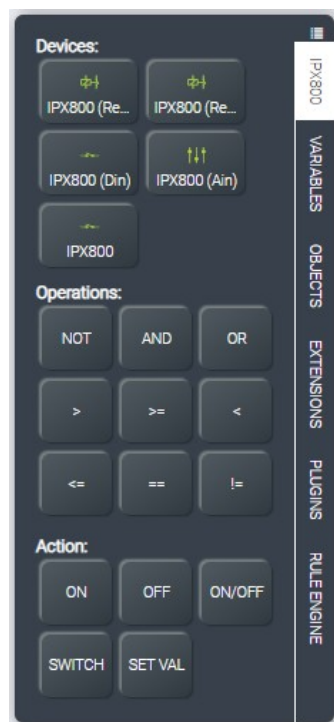 Devices:
IPX800 (Re...
IPX800 (Re...
IPX800 (Din)
IPX800 (Ain)
IPX800
Operations:
NOT
AND
OR
>
>=
<
<=
==
!=
Action:
ON
OFF
ON/OFF
SWITCH
SET VAL
IPX800
VARIABLES
OBJECTS
EXTENSIONS
PLUGINS
RULE ENGINE